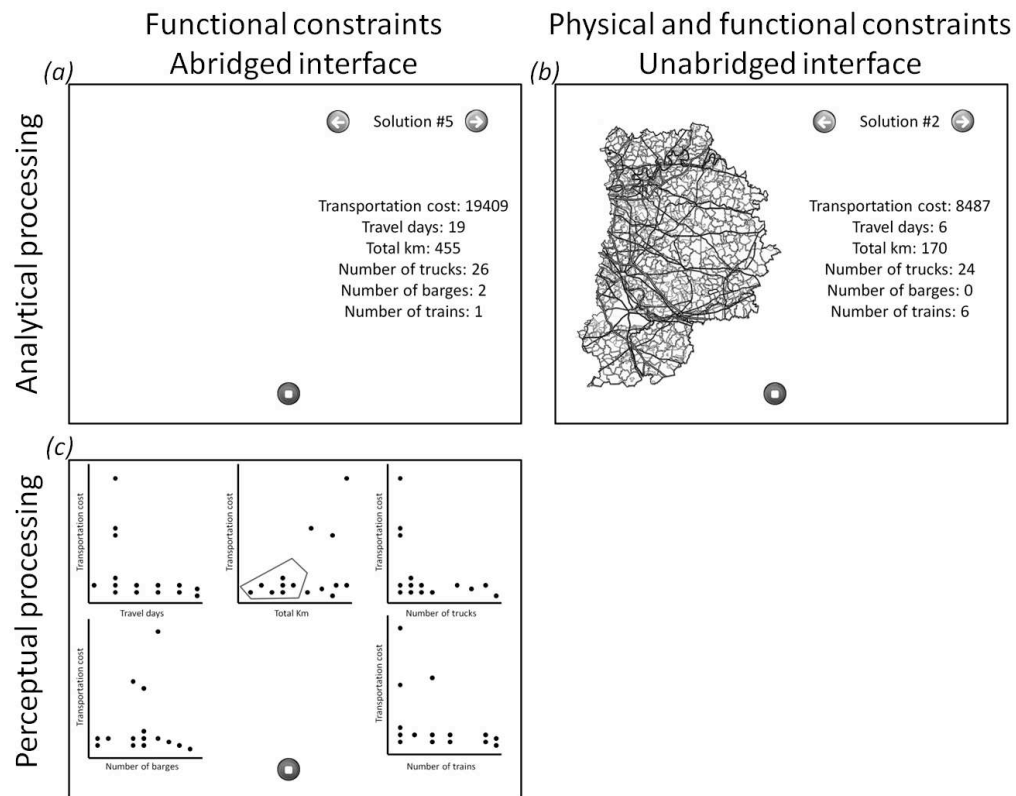 Functional constraints
Abridged interface
Physical and functional constraints
Unabridged interface
Analytical processing
(a)
Solution #5
Transportation cost: 19409
Travel days: 19
Total km: 455
Number of trucks: 26
Number of barges: 2
Number of trains: 1
(b)
Solution #2
Transportation cost: 8487
Travel days: 6
Total km: 170
Number of trucks: 24
Number of barges: 0
Number of trains: 6
Perceptual processing
(c)
Transportation cost
Travel days
Transportation cost
Total Km
Transportation cost
Number of trucks
Transportation cost
Number of barges
Transportation cost
Number of trains